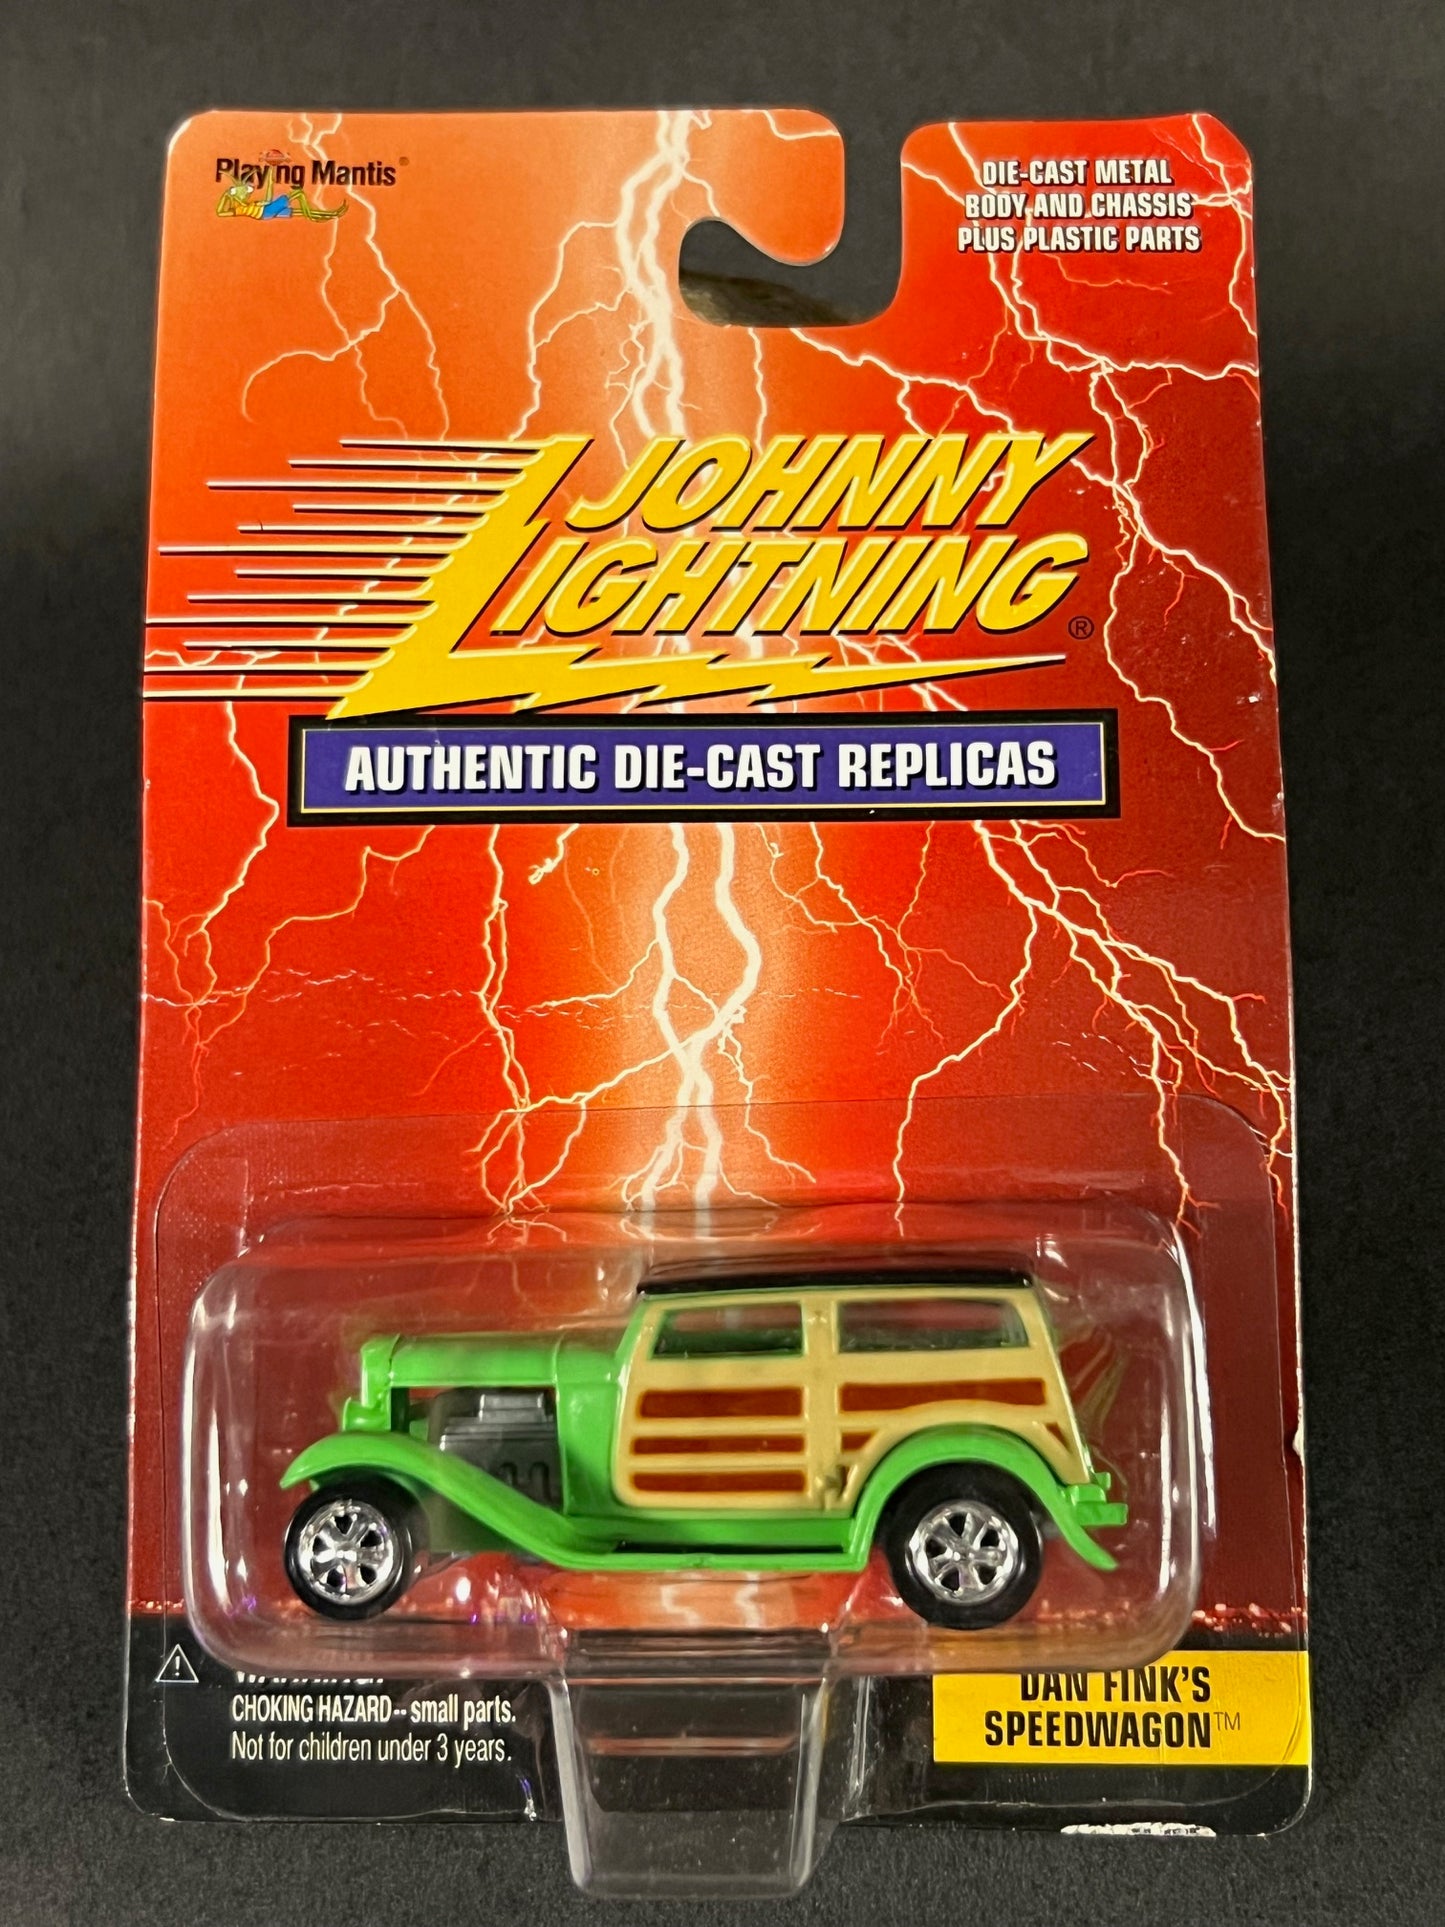 Playing Mantis®
DIE-CAST METAL
BODY AND CHASSIS
PLUS PLASTIC PARTS
JOHNNY
LIGHTNING®
AUTHENTIC DIE-CAST REPLICAS
CHOKING HAZARD-- small parts.
Not for children under 3 years.
DAN FINK'S
SPEEDWAGON™